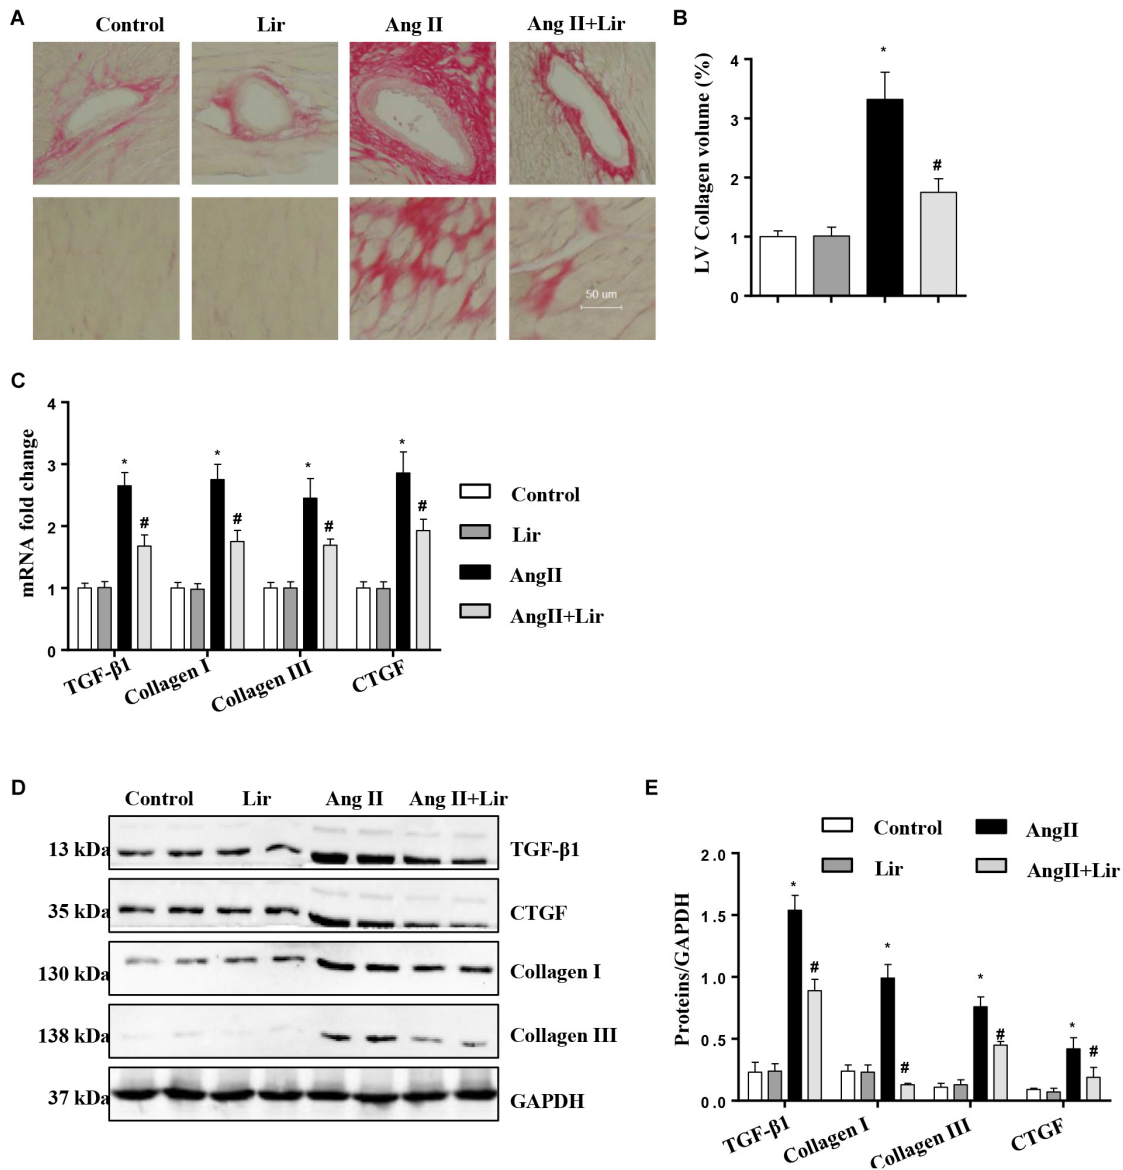 A
Control
Lir
Ang II
Ang II+Lir
50 um
B
LV Collagen volume (%)
4
3
2
1
0
*
#
C
mRNA fold change
4
3
2
1
0
* # * # * # * #
TGF-β1
Collagen I
Collagen III
CTGF
Control
Lir
AngII
AngII+Lir
D
Control
Lir
Ang II
Ang II+Lir
13 kDa
TGF-β1
35 kDa
CTGF
130 kDa
Collagen I
138 kDa
Collagen III
37 kDa
GAPDH
E
Control
Lir
AngII
AngII+Lir
Proteins/GAPDH
2.0
1.5
1.0
0.5
0.0
* # * # * # * #
TGF-β1
Collagen I
Collagen III
CTGF